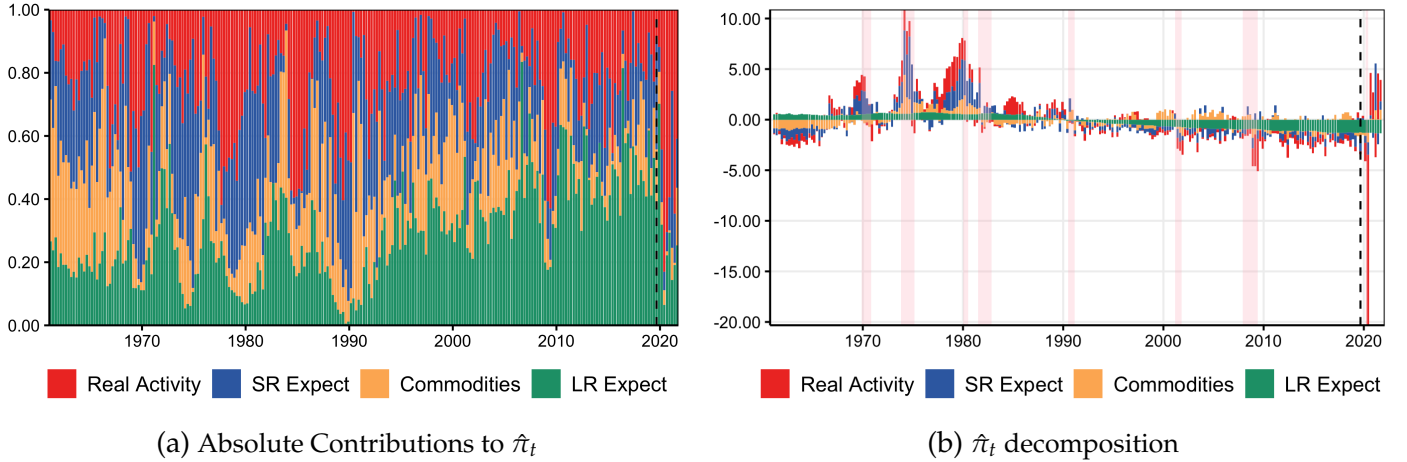 1.00
0.80
0.60
0.40
0.20
0.00
1970 1980 1990 2000 2010 2020
Real Activity SR Expect Commodities LR Expect
(a) Absolute Contributions to π̂ₜ
10.00
5.00
0.00
-5.00
-10.00
-15.00
-20.00
1970 1980 1990 2000 2010 2020
Real Activity SR Expect Commodities LR Expect
(b) π̂ₜ decomposition